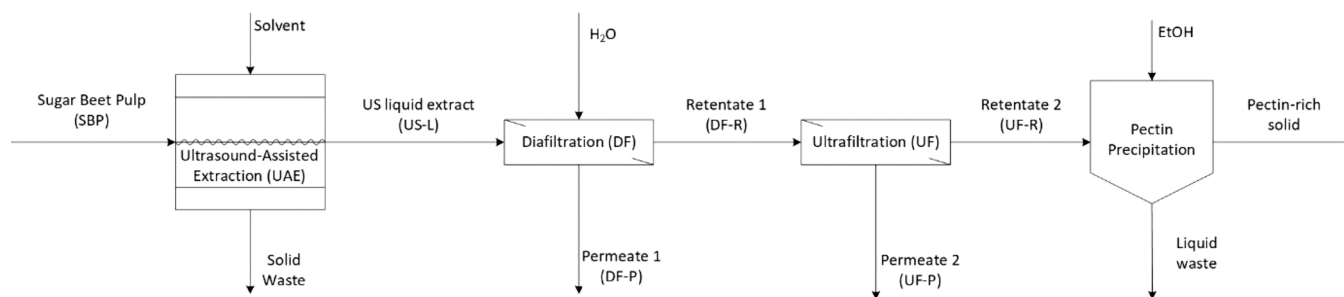 Solvent
H₂O
EtOH
Sugar Beet Pulp
(SBP)
US liquid extract
(US-L)
Retentate 1
(DF-R)
Retentate 2
(UF-R)
Pectin-rich
solid
Ultrasound-Assisted
Extraction (UAE)
Diafiltration (DF)
Ultrafiltration (UF)
Pectin
Precipitation
Solid
Waste
Permeate 1
(DF-P)
Permeate 2
(UF-P)
Liquid
waste